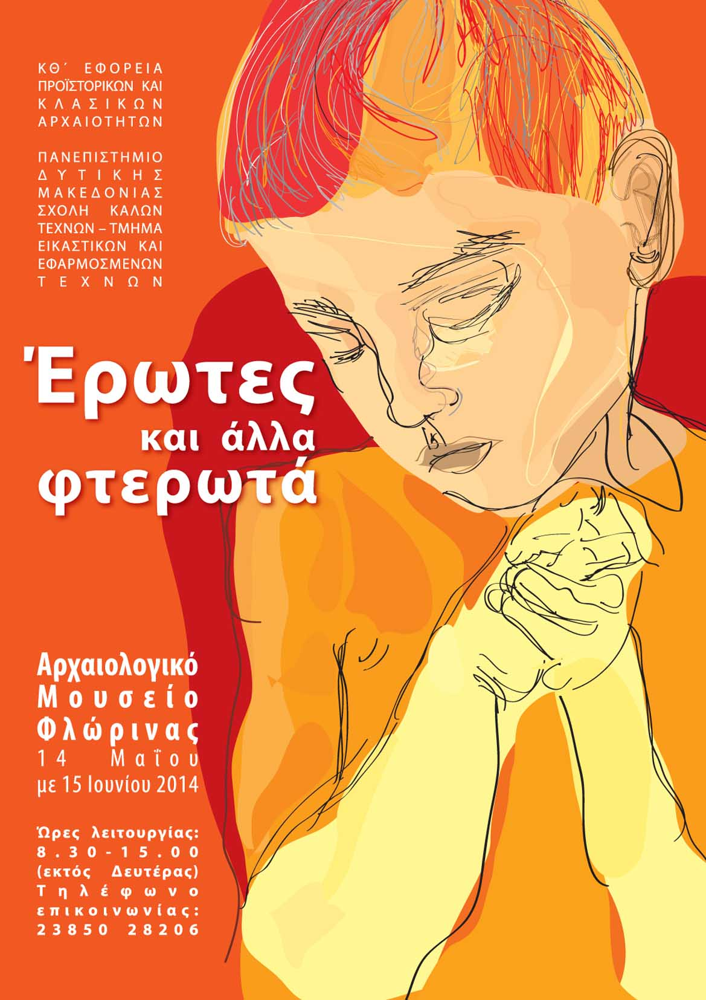 ΚΘ΄ ΕΦΟΡΕΙΑ
ΠΡΟΪΣΤΟΡΙΚΩΝ ΚΑΙ
ΚΛΑΣΙΚΩΝ
ΑΡΧΑΙΟΤΗΤΩΝ
ΠΑΝΕΠΙΣΤΗΜΙΟ
ΔΥΤΙΚΗΣ
ΜΑΚΕΔΟΝΙΑΣ
ΣΧΟΛΗ ΚΑΛΩΝ
ΤΕΧΝΩΝ – ΤΜΗΜΑ
ΕΙΚΑΣΤΙΚΩΝ ΚΑΙ
ΕΦΑΡΜΟΣΜΕΝΩΝ
ΤΕΧΝΩΝ
Έρωτες
και άλλα
φτερωτά
Αρχαιολογικό
Μουσείο
Φλώρινας
14 Μαΐου
με 15 Ιουνίου 2014
Ώρες λειτουργίας:
8.30-15.00
(εκτός Δευτέρας)
Τηλέφωνο
επικοινωνίας:
23850 28206